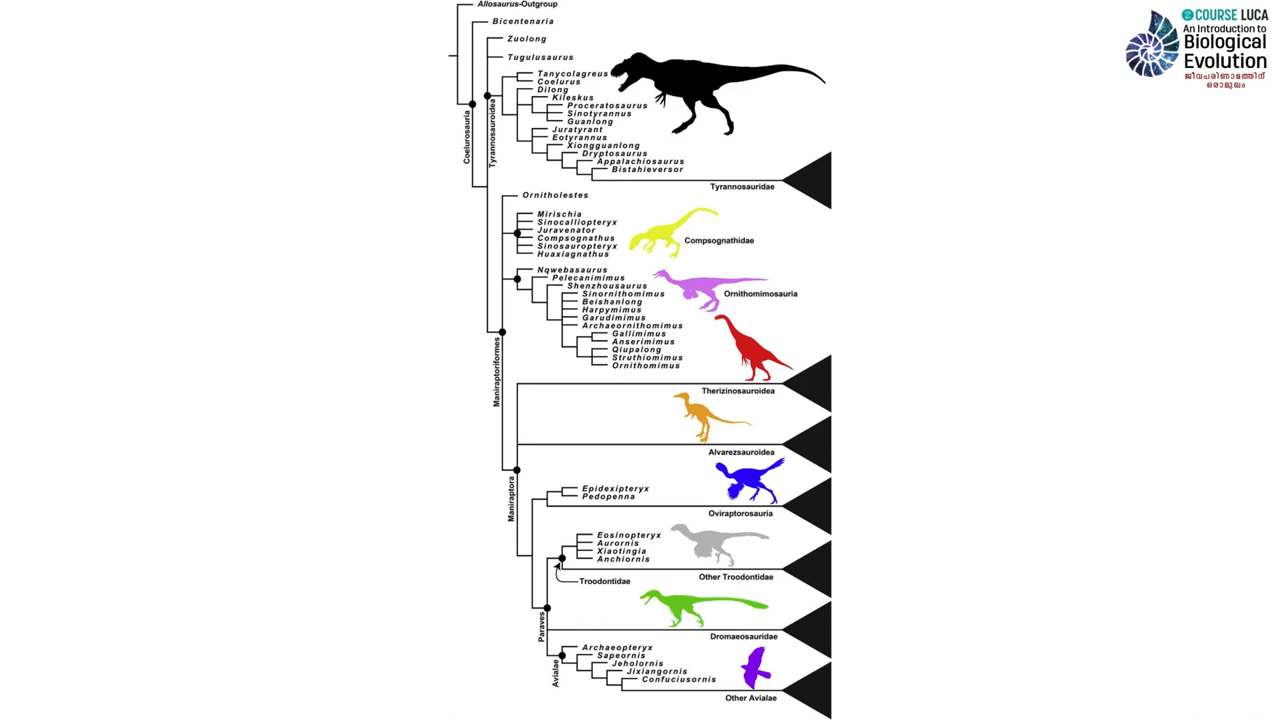 Allosaurus-Outgroup
Bicentenaria
Zuolong
Tugulusaurus
Tanycolagreus
Coelurus
Dilong
Kileskus
Proceratosaurus
Sinotyrannus
Guanlong
Juratyrant
Eotyrannus
Xiongguanlong
Dryptosaurus
Appalachiosaurus
Bistahieversor
Tyrannosauridae
Coelurosauria
Tyrannosauroidea
Ornitholestes
Mirischia
Sinocalliopteryx
Juravenator
Compsognathus
Sinosauropteryx
Huaxiagnathus
Compsognathidae
Nqwebasaurus
Pelecanimimus
Shenzhousaurus
Sinornithomimus
Beishanlong
Harpymimus
Garudimimus
Archaeornithomimus
Gallimimus
Anserimimus
Qiupalong
Struthiomimus
Ornithomimus
Ornithomimosauria
Maniraptoriformes
Therizinosauroidea
Alvarezsauroidea
Maniraptora
Epidexipteryx
Pedopenna
Oviraptorosauria
Eosinopteryx
Aurornis
Xiaotingia
Anchiornis
Other Troodontidae
Troodontidae
Paraves
Dromaeosauridae
Avialae
Archaeopteryx
Sapeornis
Jeholornis
Jixiangornis
Confuciusornis
Other Avialae
COURSE LUCA
An Introduction to
Biological
Evolution
ജീവപരിണാമത്തിന്
ഒരാമുഖം